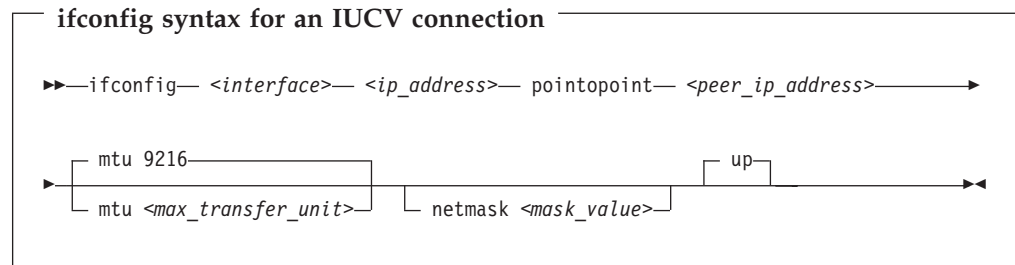 ifconfig syntax for an IUCV connection
ifconfig <interface> <ip_address> pointopoint <peer_ip_address>
mtu 9216 up
mtu <max_transfer_unit> netmask <mask_value>